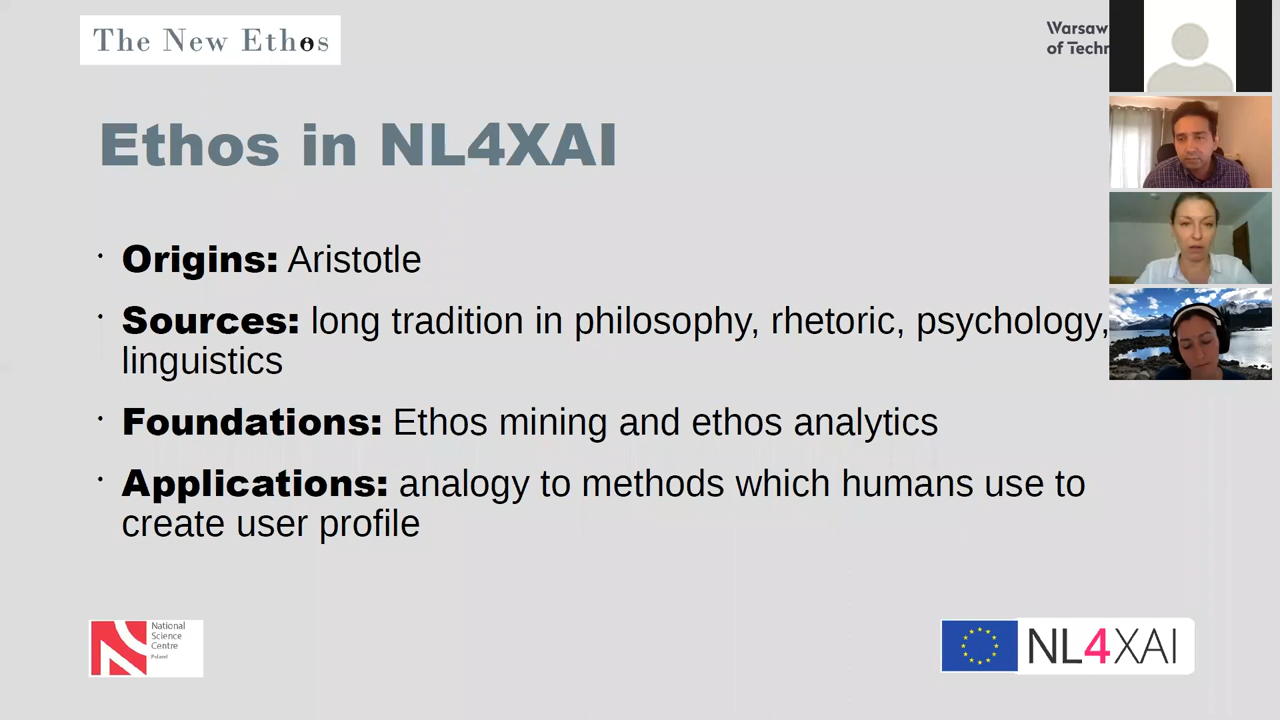 The New Ethos
Warsaw
of Techn
Ethos in NL4XAI
· Origins: Aristotle
· Sources: long tradition in philosophy, rhetoric, psychology,
linguistics
· Foundations: Ethos mining and ethos analytics
· Applications: analogy to methods which humans use to
create user profile
National
Science
Centre
Poland
NL4XAI